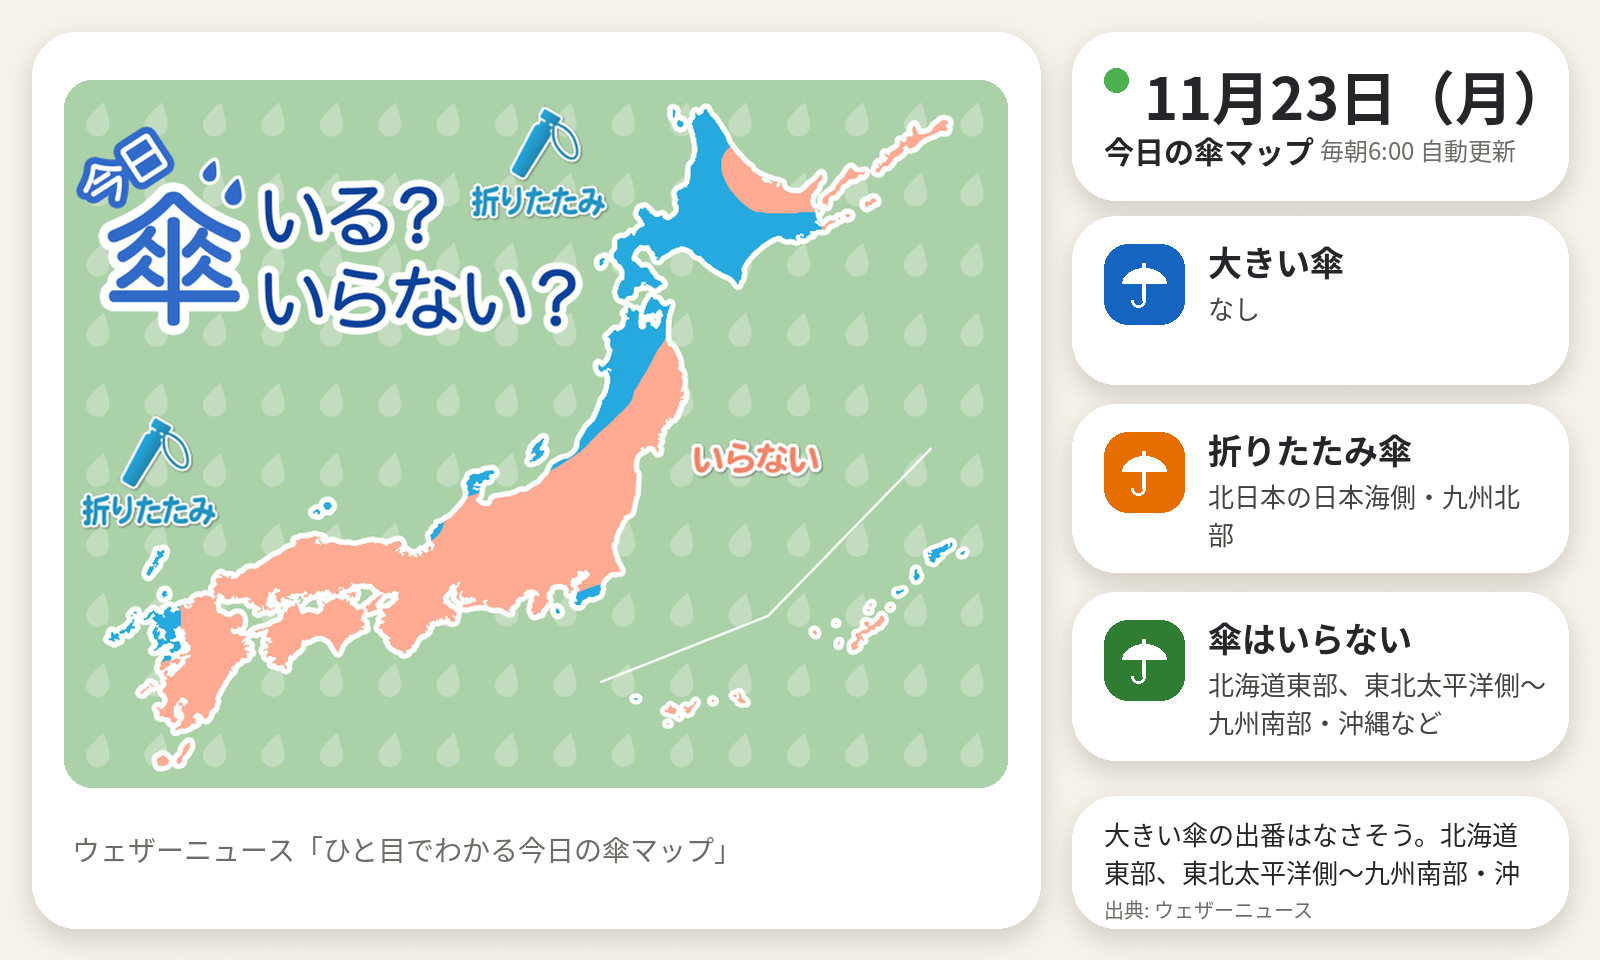 今日
傘
いる?
いらない?
折りたたみ
折りたたみ
いらない
ウェザーニュース「ひと目でわかる今日の傘マップ」
11月23日（月）
今日の傘マップ 毎朝6:00 自動更新
大きい傘
なし
折りたたみ傘
北日本の日本海側・九州北
部
傘はいらない
北海道東部、東北太平洋側〜
九州南部・沖縄など
大きい傘の出番はなさそう。北海道
東部、東北太平洋側〜九州南部・沖
出典: ウェザーニュース